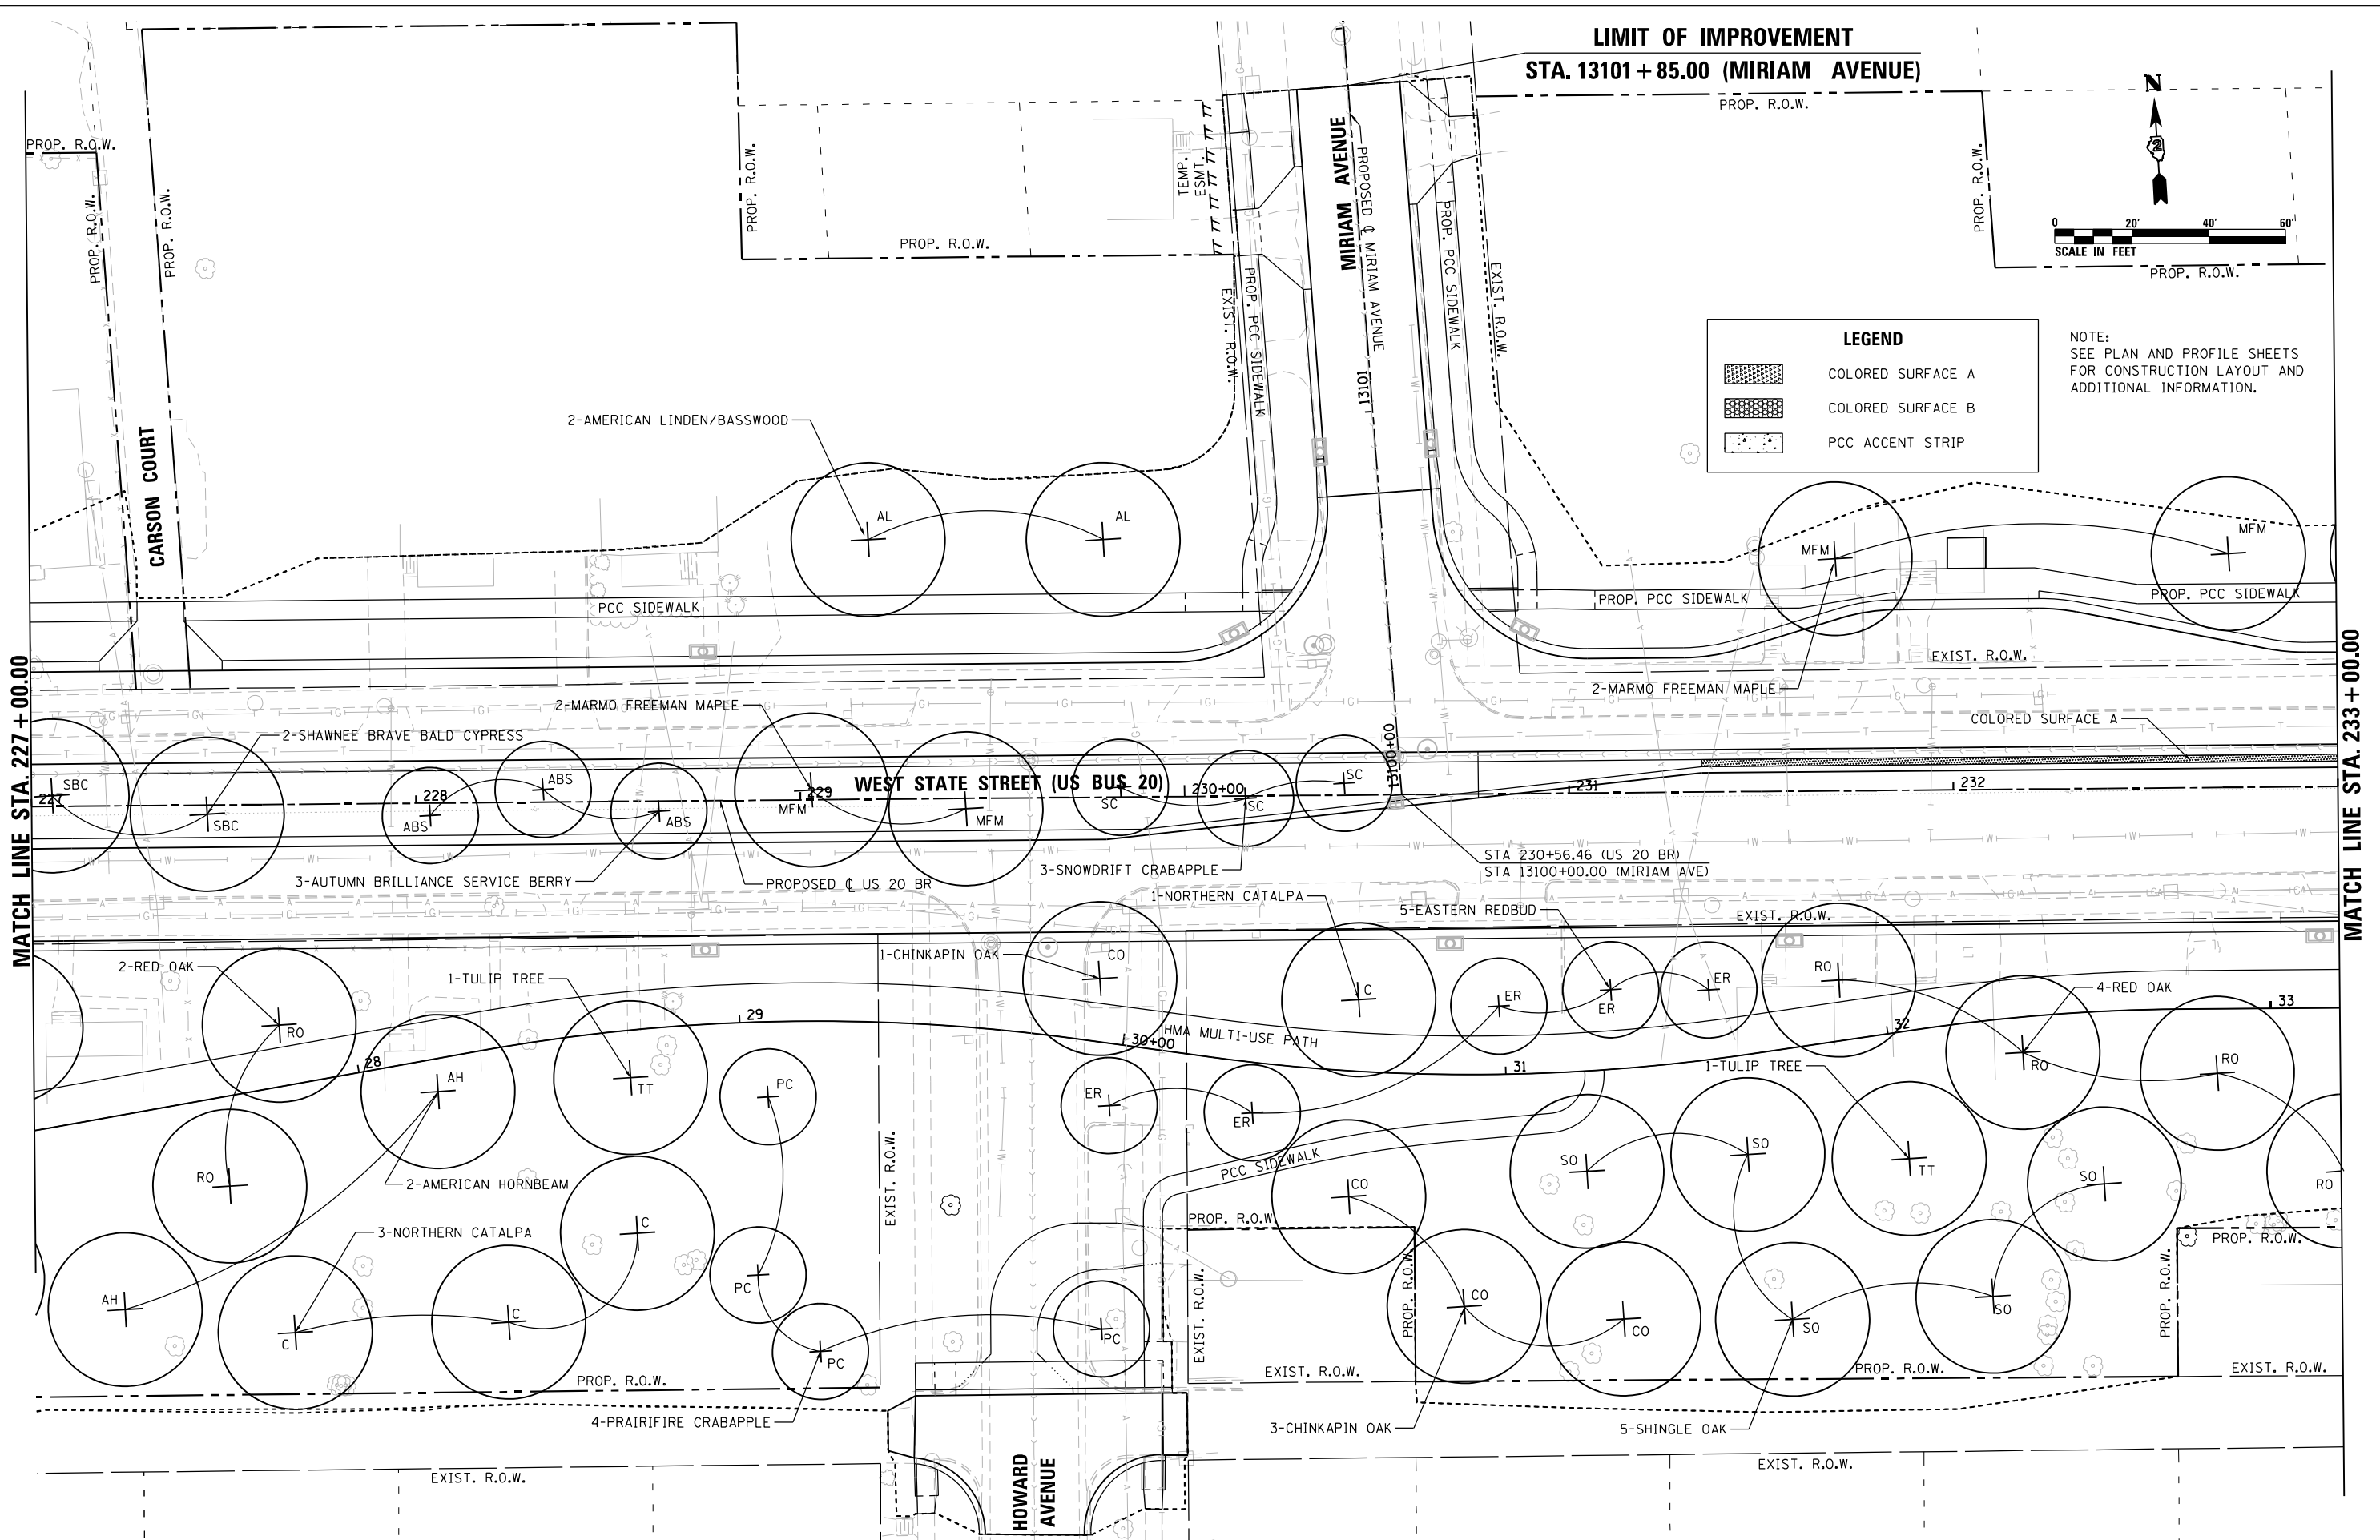 LIMIT OF IMPROVEMENT
STA. 13101+85.00 (MIRIAM AVENUE)
PROP. R.O.W.
N
2
0 20' 40' 60'
SCALE IN FEET
PROP. R.O.W.
PROP. R.O.W.
PROP. R.O.W.
PROP. R.O.W.
PROP. R.O.W.
PROP. R.O.W.
PROP. R.O.W.
TEMP.
ESMT.
MIRIAM AVENUE
PROPOSED ℄ MIRIAM AVENUE
PROP. PCC SIDEWALK
PROP. PCC SIDEWALK
EXIST. R.O.W.
EXIST. R.O.W.
13101
LEGEND
COLORED SURFACE A
COLORED SURFACE B
PCC ACCENT STRIP
NOTE:
SEE PLAN AND PROFILE SHEETS
FOR CONSTRUCTION LAYOUT AND
ADDITIONAL INFORMATION.
CARSON COURT
2-AMERICAN LINDEN/BASSWOOD
AL
AL
MFM
MFM
PCC SIDEWALK
PROP. PCC SIDEWALK
PROP. PCC SIDEWALK
EXIST. R.O.W.
2-MARMO FREEMAN MAPLE
2-MARMO FREEMAN MAPLE
COLORED SURFACE A
2-SHAWNEE BRAVE BALD CYPRESS
MATCH LINE STA. 227+00.00
MATCH LINE STA. 233+00.00
SBC
SBC
ABS
ABS
ABS
MFM
MFM
SC
SC
SC
227
228
229
230+00
231
232
13100+00
WEST STATE STREET (US BUS 20)
3-AUTUMN BRILLIANCE SERVICE BERRY
PROPOSED ℄ US 20 BR
3-SNOWDRIFT CRABAPPLE
STA 230+56.46 (US 20 BR)
STA 13100+00.00 (MIRIAM AVE)
1-NORTHERN CATALPA
5-EASTERN REDBUD
EXIST. R.O.W.
2-RED OAK
1-TULIP TREE
1-CHINKAPIN OAK
CO
C
ER
ER
ER
RO
4-RED OAK
RO
28
29
30+00
31
32
33
HMA MULTI-USE PATH
AH
TT
PC
ER
ER
1-TULIP TREE
RO
RO
RO
2-AMERICAN HORNBEAM
EXIST. R.O.W.
PCC SIDEWALK
CO
SO
SO
TT
SO
RO
PROP. R.O.W.
3-NORTHERN CATALPA
C
PC
PROP. R.O.W.
EXIST. R.O.W.
PROP. R.O.W.
PROP. R.O.W.
AH
C
C
PC
PC
CO
CO
SO
SO
PROP. R.O.W.
EXIST. R.O.W.
PROP. R.O.W.
EXIST. R.O.W.
4-PRAIRIFIRE CRABAPPLE
3-CHINKAPIN OAK
5-SHINGLE OAK
EXIST. R.O.W.
EXIST. R.O.W.
HOWARD
AVENUE